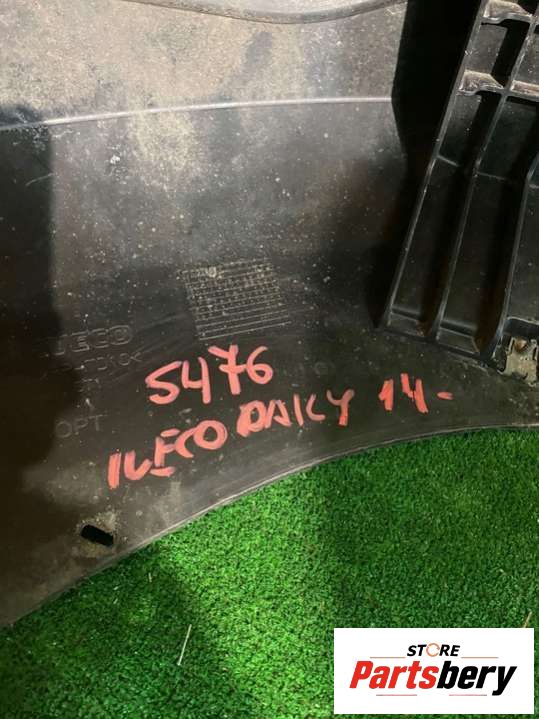 IVECO
OPT
5476
IVECO DAILY 14-
STORE
Partsbery